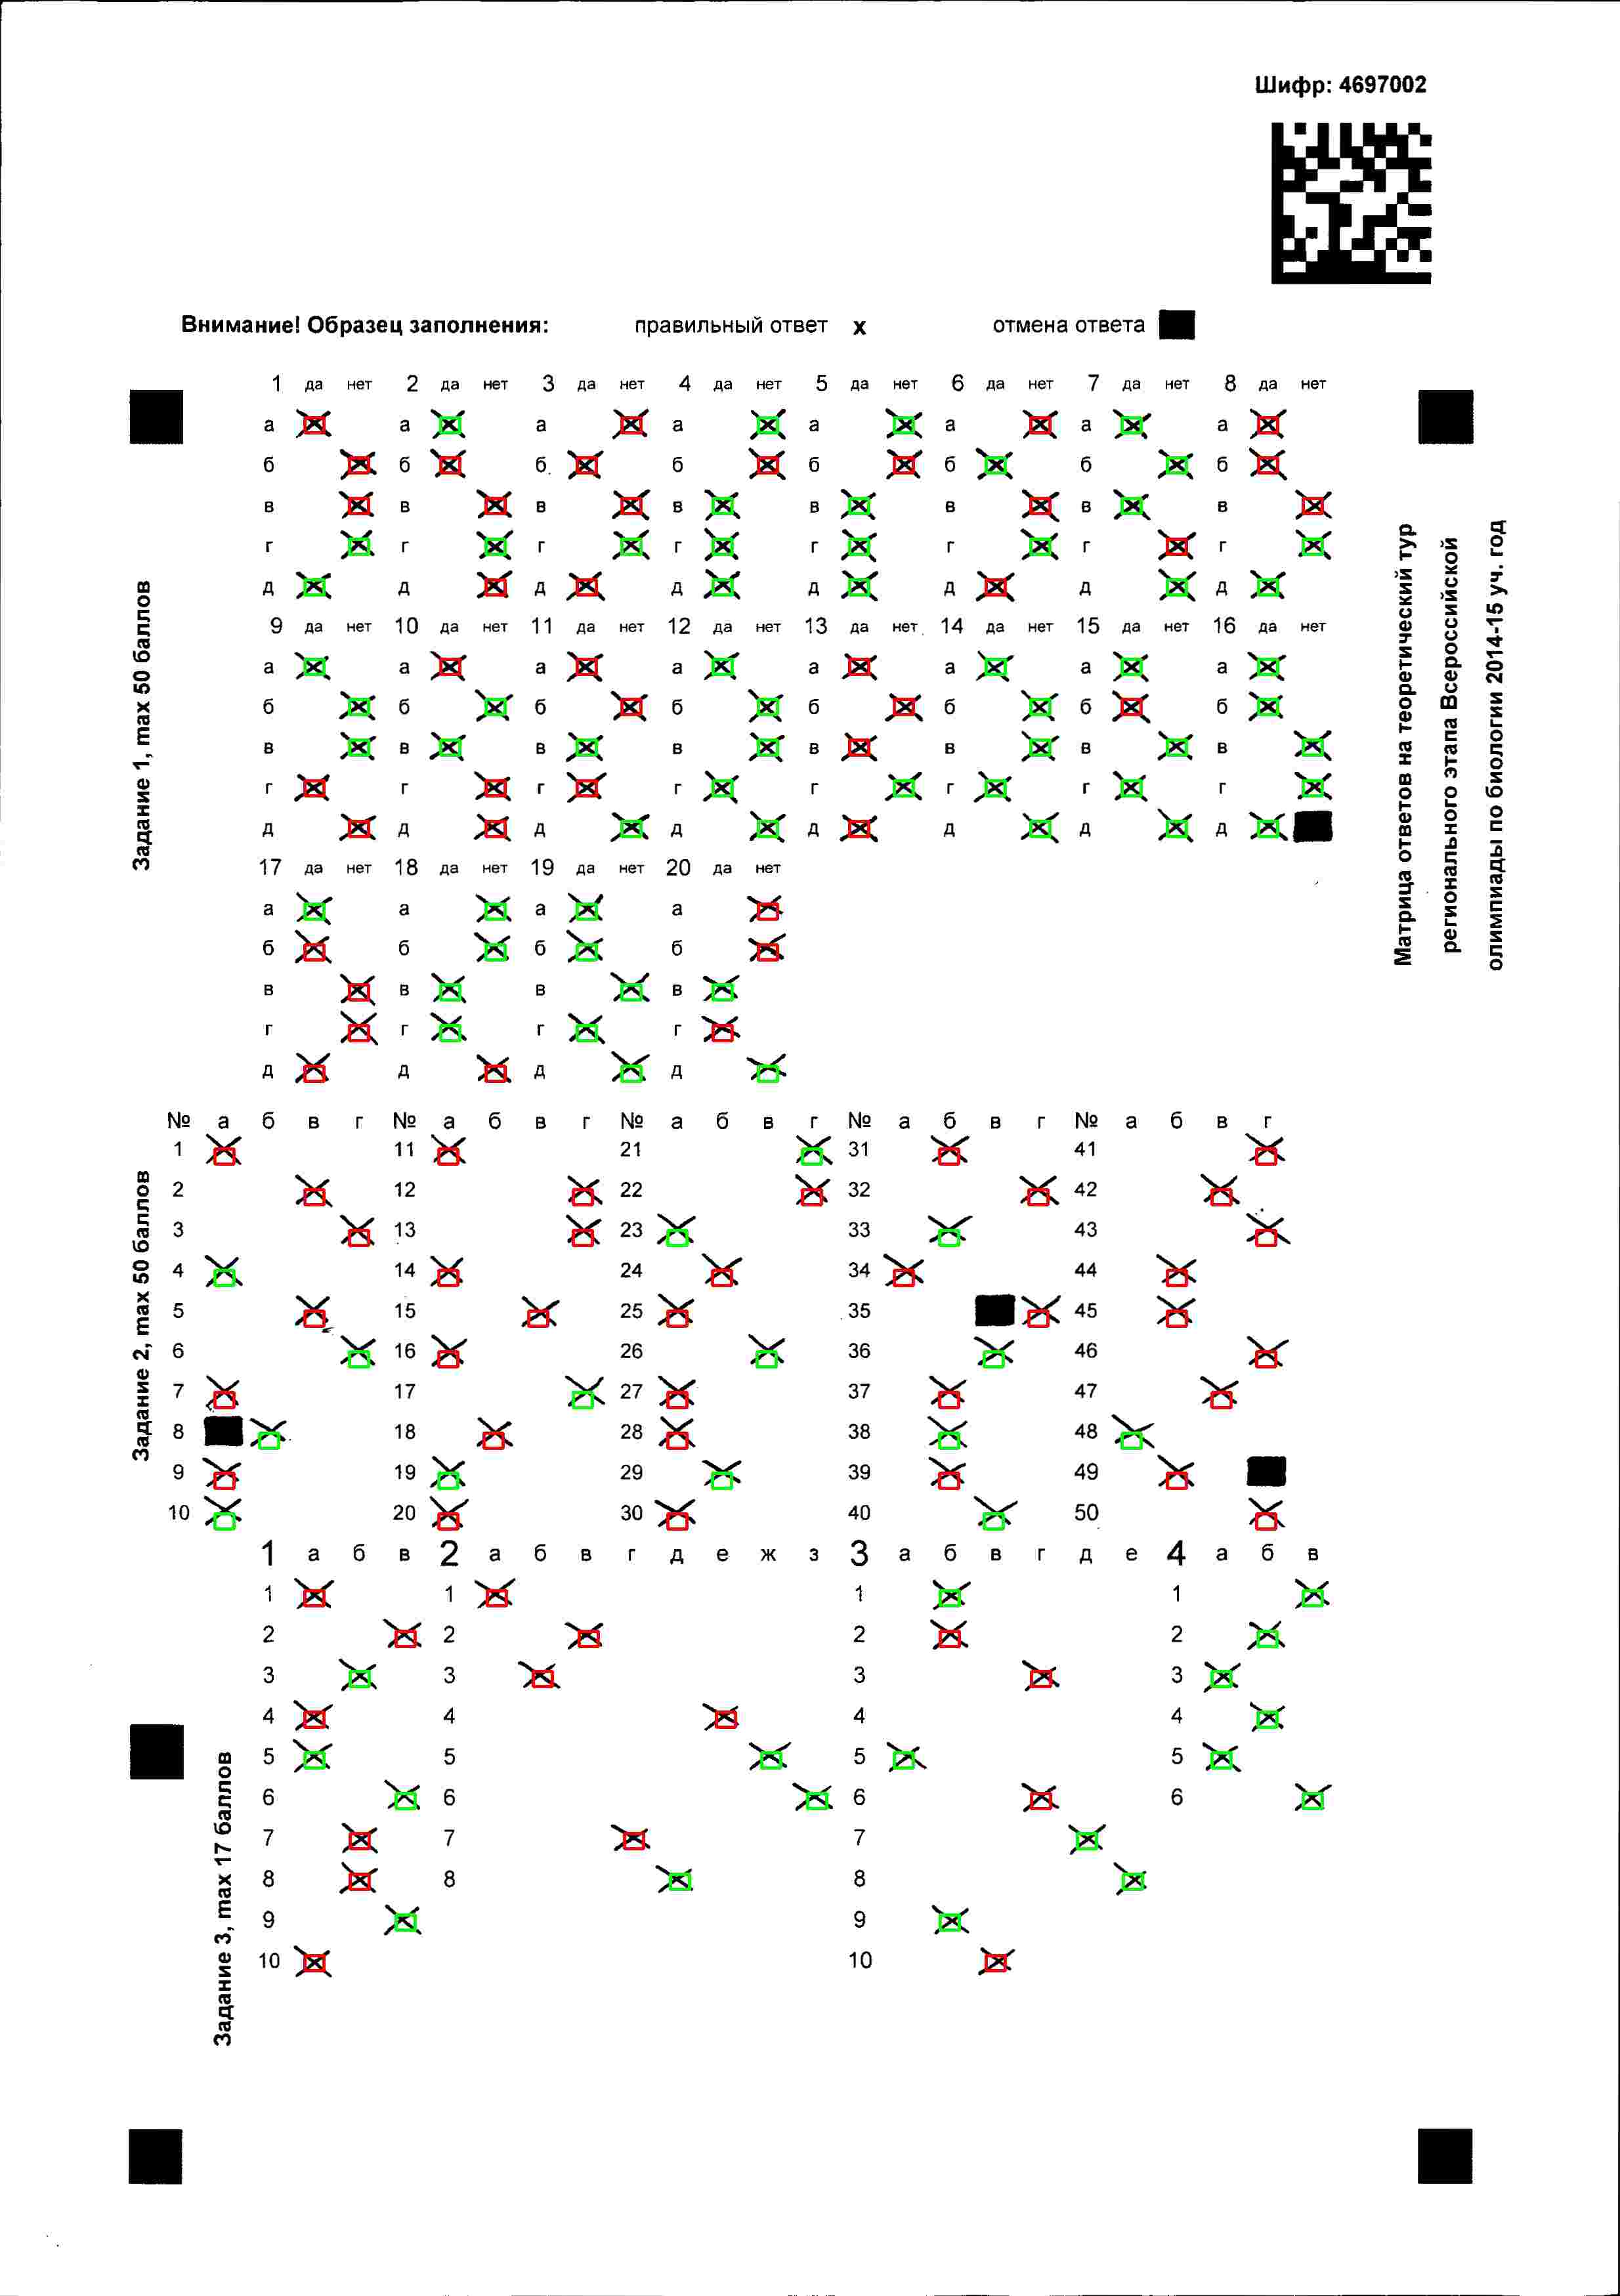 Шифр: 4697002
Внимание! Образец заполнения: правильный ответ х отмена ответа
1 да нет 2 да нет 3 да нет 4 да нет 5 да нет 6 да нет 7 да нет 8 да нет
а а а а а а а а
б б б б б б б б
в в в в в в в в
г г г г г г г г
д д д д д д д д
9 да нет 10 да нет 11 да нет 12 да нет 13 да нет 14 да нет 15 да нет 16 да нет
а а а а а а а а
б б б б б б б б
в в в в в в в в
г г г г г г г г
д д д д д д д д
17 да нет 18 да нет 19 да нет 20 да нет
а а а а
б б б б
в в в в
г г г г
д д д д
Задание 1, max 50 баллов
Матрица ответов на теоретический тур
регионального этапа Всероссийской
олимпиады по биологии 2014-15 уч. год
№ а б в г № а б в г № а б в г № а б в г № а б в г
1 11 21 31 41
2 12 22 32 42
3 13 23 33 43
4 14 24 34 44
5 15 25 35 45
6 16 26 36 46
7 17 27 37 47
8 18 28 38 48
9 19 29 39 49
10 20 30 40 50
Задание 2, max 50 баллов
1 а б в 2 а б в г д е ж з 3 а б в г д е 4 а б в
1 1 1 1
2 2 2 2
3 3 3 3
4 4 4 4
5 5 5 5
6 6 6 6
7 7 7
8 8 8
9 9
10 10
Задание 3, max 17 баллов